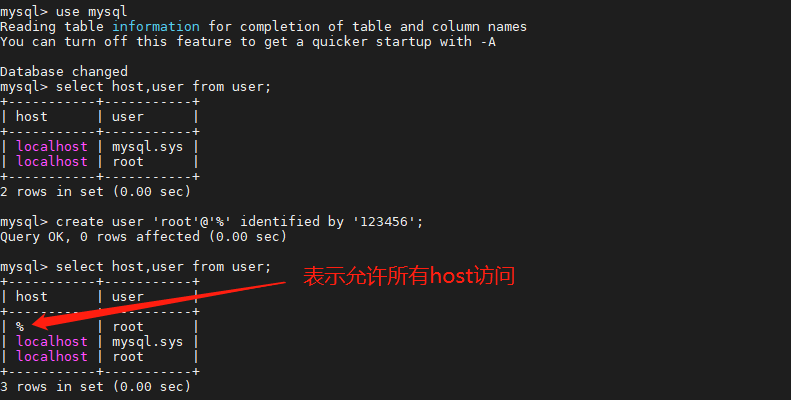 mysql> use mysql
Reading table information for completion of table and column names
You can turn off this feature to get a quicker startup with -A
Database changed
mysql> select host,user from user;
+-----------+-----------+
| host      | user      |
+-----------+-----------+
| localhost | mysql.sys |
| localhost | root      |
+-----------+-----------+
2 rows in set (0.00 sec)
mysql> create user 'root'@'%' identified by '123456';
Query OK, 0 rows affected (0.00 sec)
mysql> select host,user from user;
+-----------+-----------+
| host      | user      |
+-----------+-----------+
| %         | root      |
| localhost | mysql.sys |
| localhost | root      |
+-----------+-----------+
3 rows in set (0.00 sec)
表示允许所有host访问